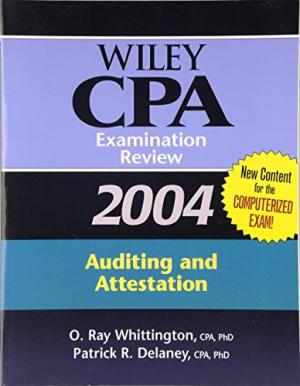 WILEY
CPA
Examination
Review
2004
New Content
for the
COMPUTERIZED
EXAM!
Auditing and
Attestation
O. Ray Whittington, CPA, PhD
Patrick R. Delaney, CPA, PhD